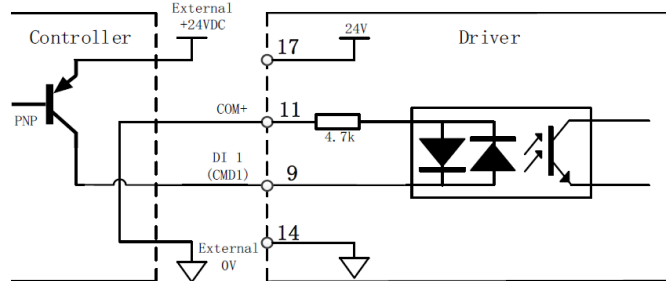 External
+24VDC
Controller
17
24V
Driver
PNP
COM+
11
4.7k
DI 1
(CMD1)
9
External
0V
14